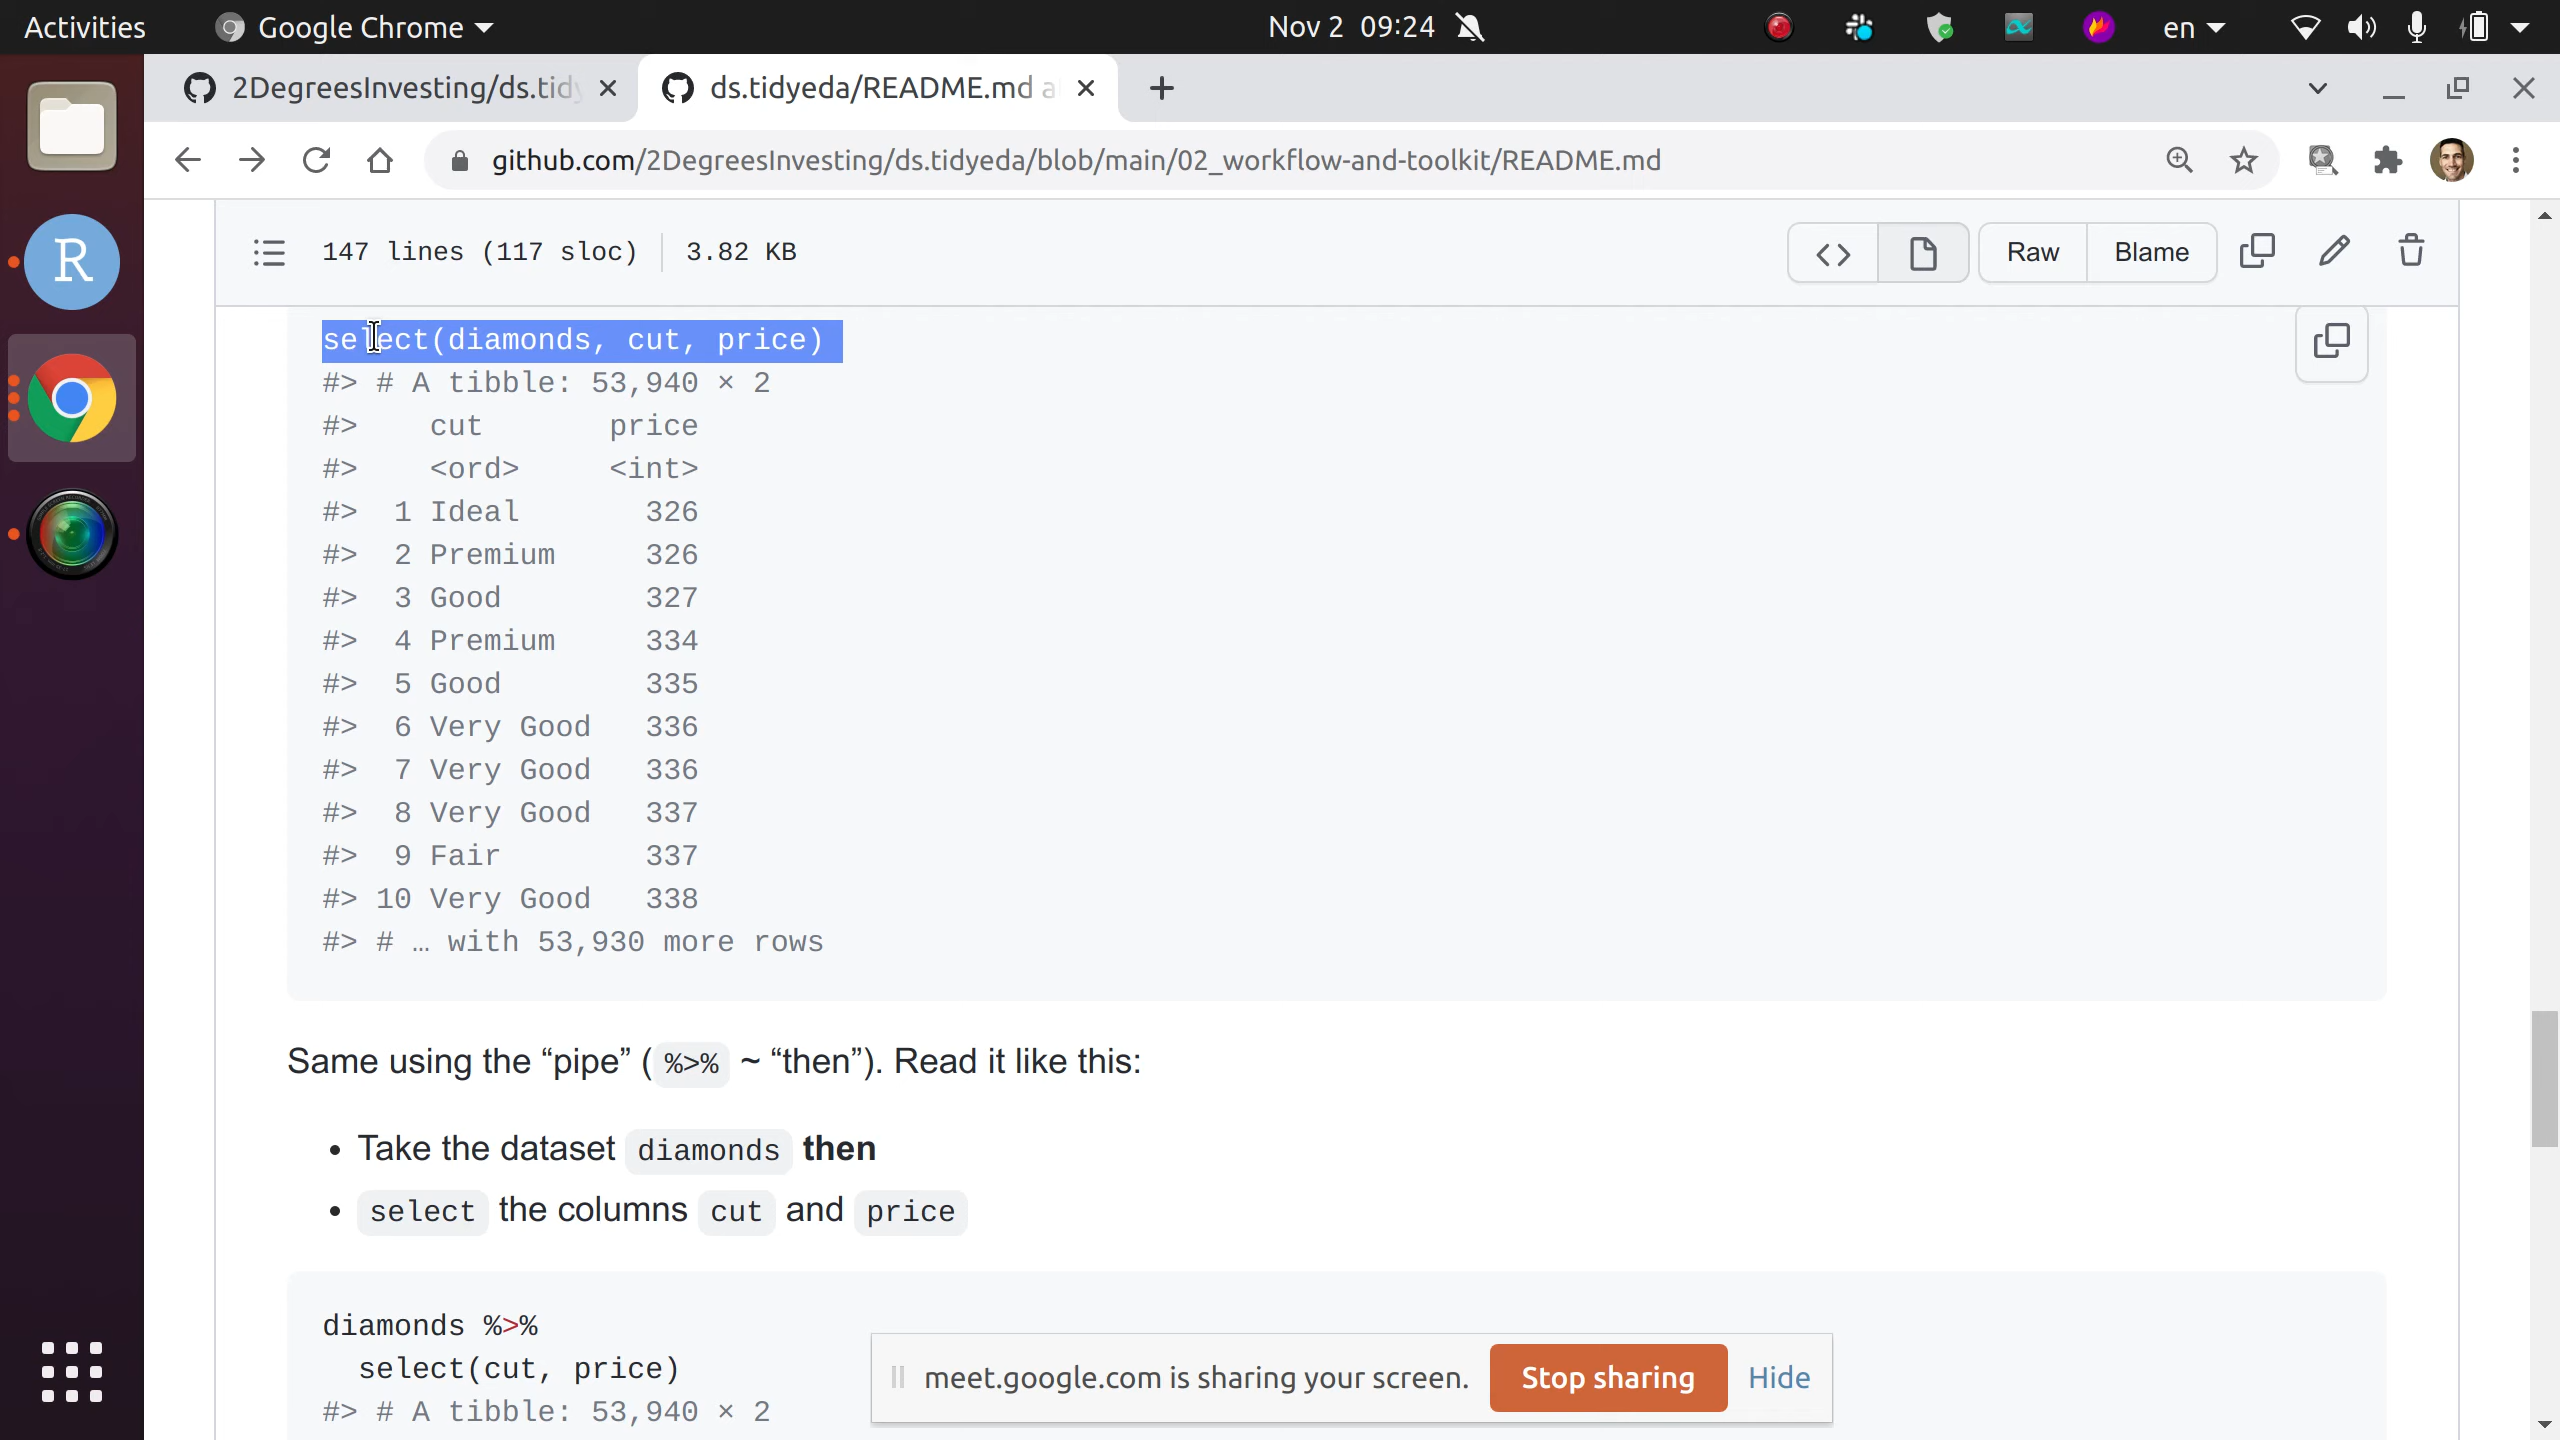 Activities
Google Chrome
Nov 2 09:24
en
2DegreesInvesting/ds.tidy
ds.tidyeda/README.md a
github.com/2DegreesInvesting/ds.tidyeda/blob/main/02_workflow-and-toolkit/README.md
147 lines (117 sloc)
3.82 KB
Raw
Blame
R
select(diamonds, cut, price)
#> # A tibble: 53,940 × 2
#>    cut       price
#>    <ord>     <int>
#>  1 Ideal       326
#>  2 Premium     326
#>  3 Good        327
#>  4 Premium     334
#>  5 Good        335
#>  6 Very Good   336
#>  7 Very Good   336
#>  8 Very Good   337
#>  9 Fair        337
#> 10 Very Good   338
#> # … with 53,930 more rows
Same using the “pipe” ( %>% ~ “then”). Read it like this:
• Take the dataset diamonds then
• select the columns cut and price
diamonds %>%
  select(cut, price)
#> # A tibble: 53,940 × 2
meet.google.com is sharing your screen.
Stop sharing
Hide